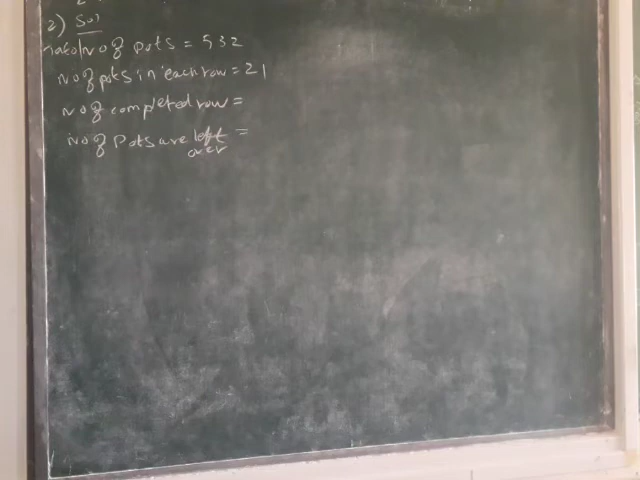 2) Sol
Total No of pots = 532
No of pots in each row = 21
No of completed row =
No of Pots are left =
over